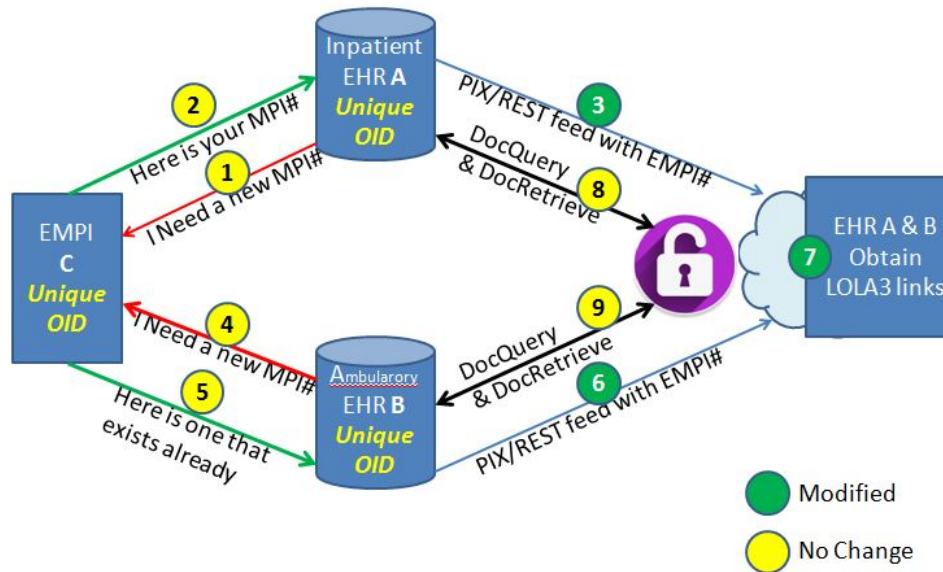 Inpatient
EHR A
Unique
OID
2
Here is your MPI#
1
I Need a new MPI#
3
PIX/REST feed with EMPI#
DocQuery
& DocRetrieve
8
EMPI
C
Unique
OID
7
EHR A & B
Obtain
LOLA3 links
4
I Need a new MPI#
5
Here is one that
exists already
Ambularory
EHR B
Unique
OID
9
DocQuery
& DocRetrieve
6
PIX/REST feed with EMPI#
Modified
No Change